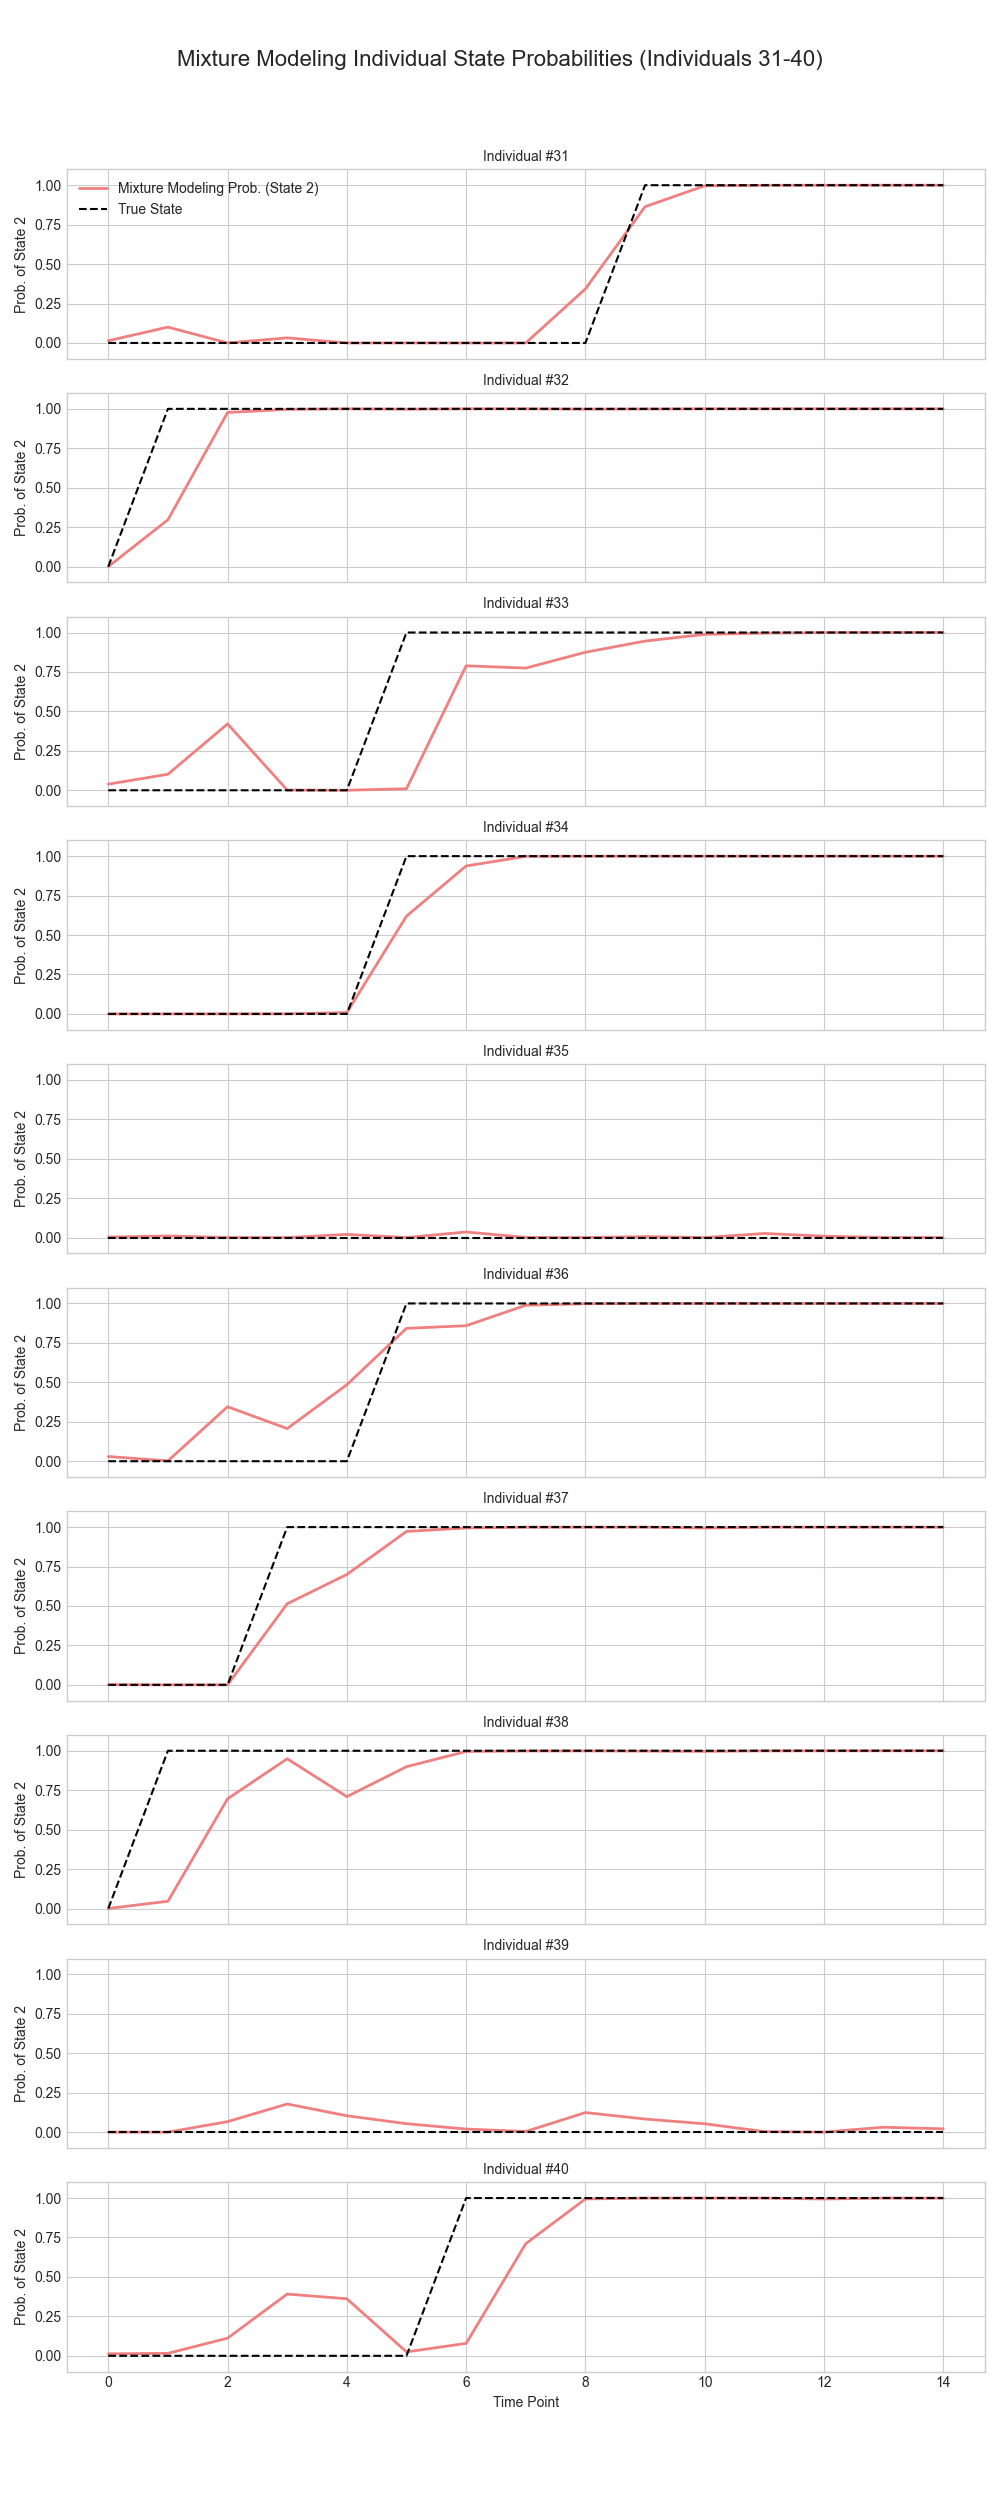 Mixture Modeling Individual State Probabilities (Individuals 31-40)
Individual #31
1.00
0.75
0.50
0.25
0.00
Prob. of State 2
Mixture Modeling Prob. (State 2)
True State
Individual #32
1.00
0.75
0.50
0.25
0.00
Prob. of State 2
Individual #33
1.00
0.75
0.50
0.25
0.00
Prob. of State 2
Individual #34
1.00
0.75
0.50
0.25
0.00
Prob. of State 2
Individual #35
1.00
0.75
0.50
0.25
0.00
Prob. of State 2
Individual #36
1.00
0.75
0.50
0.25
0.00
Prob. of State 2
Individual #37
1.00
0.75
0.50
0.25
0.00
Prob. of State 2
Individual #38
1.00
0.75
0.50
0.25
0.00
Prob. of State 2
Individual #39
1.00
0.75
0.50
0.25
0.00
Prob. of State 2
Individual #40
1.00
0.75
0.50
0.25
0.00
Prob. of State 2
0 2 4 6 8 10 12 14
Time Point